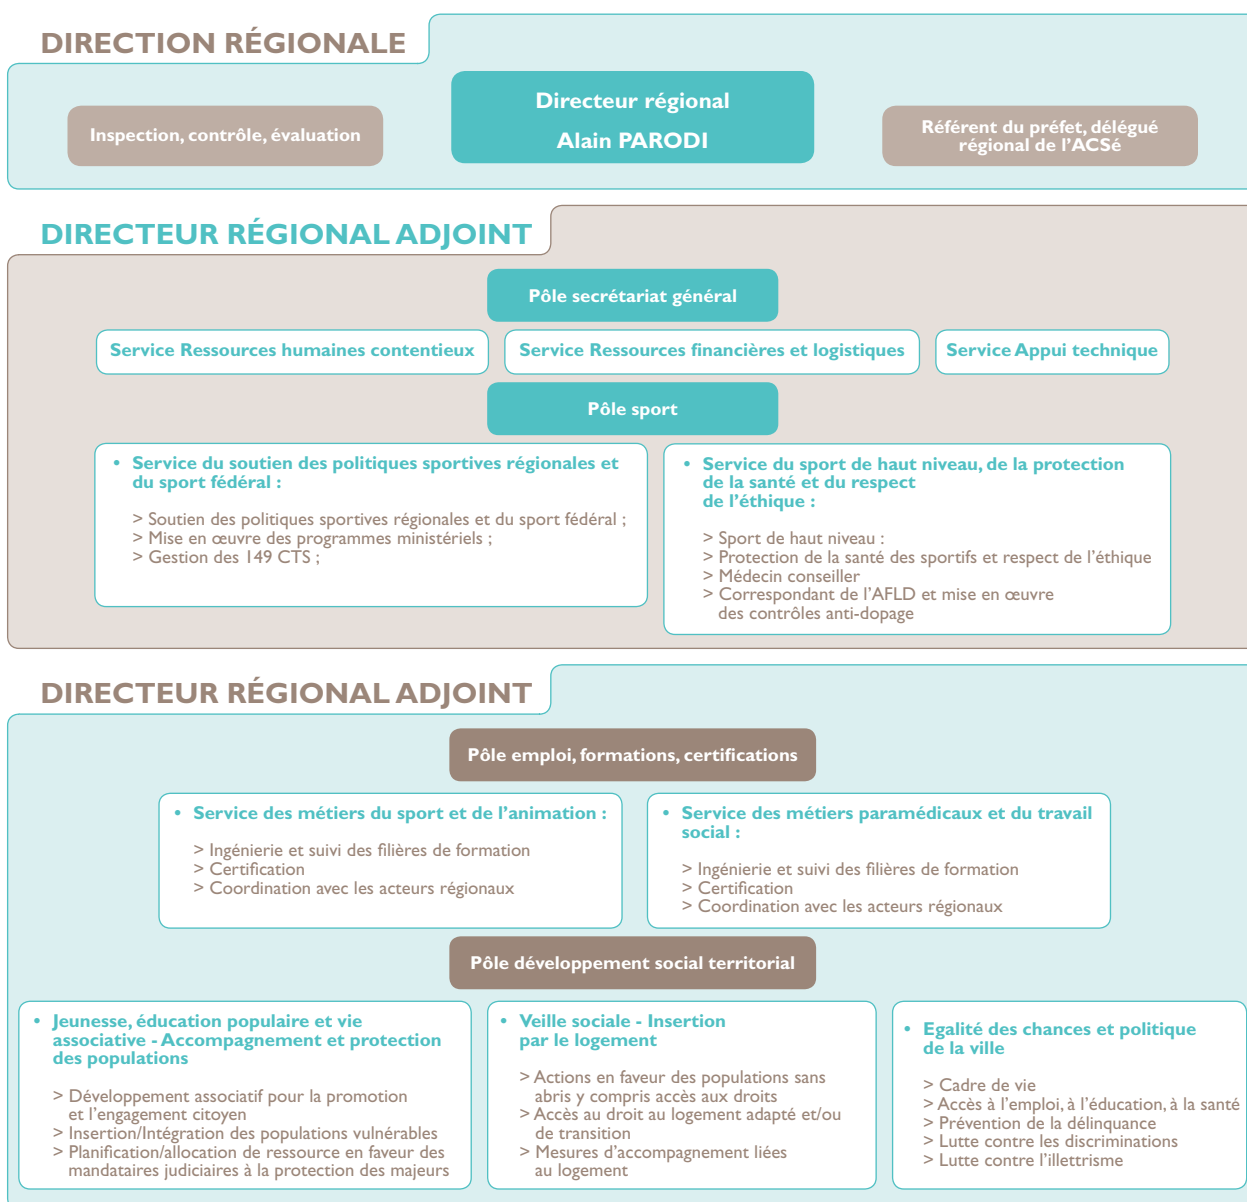 DIRECTION RÉGIONALE
Directeur régional
Alain PARODI
Inspection, contrôle, évaluation
Référent du préfet, délégué
régional de l'ACSé
DIRECTEUR RÉGIONAL ADJOINT
Pôle secrétariat général
Service Ressources humaines contentieux
Service Ressources financières et logistiques
Service Appui technique
Pôle sport
• Service du soutien des politiques sportives régionales et
du sport fédéral :
> Soutien des politiques sportives régionales et du sport fédéral ;
> Mise en œuvre des programmes ministériels ;
> Gestion des 149 CTS ;
• Service du sport de haut niveau, de la protection
de la santé et du respect
de l'éthique :
> Sport de haut niveau :
> Protection de la santé des sportifs et respect de l'éthique
> Médecin conseiller
> Correspondant de l'AFLD et mise en œuvre
des contrôles anti-dopage
DIRECTEUR RÉGIONAL ADJOINT
Pôle emploi, formations, certifications
• Service des métiers du sport et de l'animation :
> Ingénierie et suivi des filières de formation
> Certification
> Coordination avec les acteurs régionaux
• Service des métiers paramédicaux et du travail
social :
> Ingénierie et suivi des filières de formation
> Certification
> Coordination avec les acteurs régionaux
Pôle développement social territorial
• Jeunesse, éducation populaire et vie
associative - Accompagnement et protection
des populations
> Développement associatif pour la promotion
et l'engagement citoyen
> Insertion/Intégration des populations vulnérables
> Planification/allocation de ressource en faveur des
mandataires judiciaires à la protection des majeurs
• Veille sociale - Insertion
par le logement
> Actions en faveur des populations sans
abris y compris accès aux droits
> Accès au droit au logement adapté et/ou
de transition
> Mesures d'accompagnement liées
au logement
• Egalité des chances et politique
de la ville
> Cadre de vie
> Accès à l'emploi, à l'éducation, à la santé
> Prévention de la délinquance
> Lutte contre les discriminations
> Lutte contre l'illettrisme